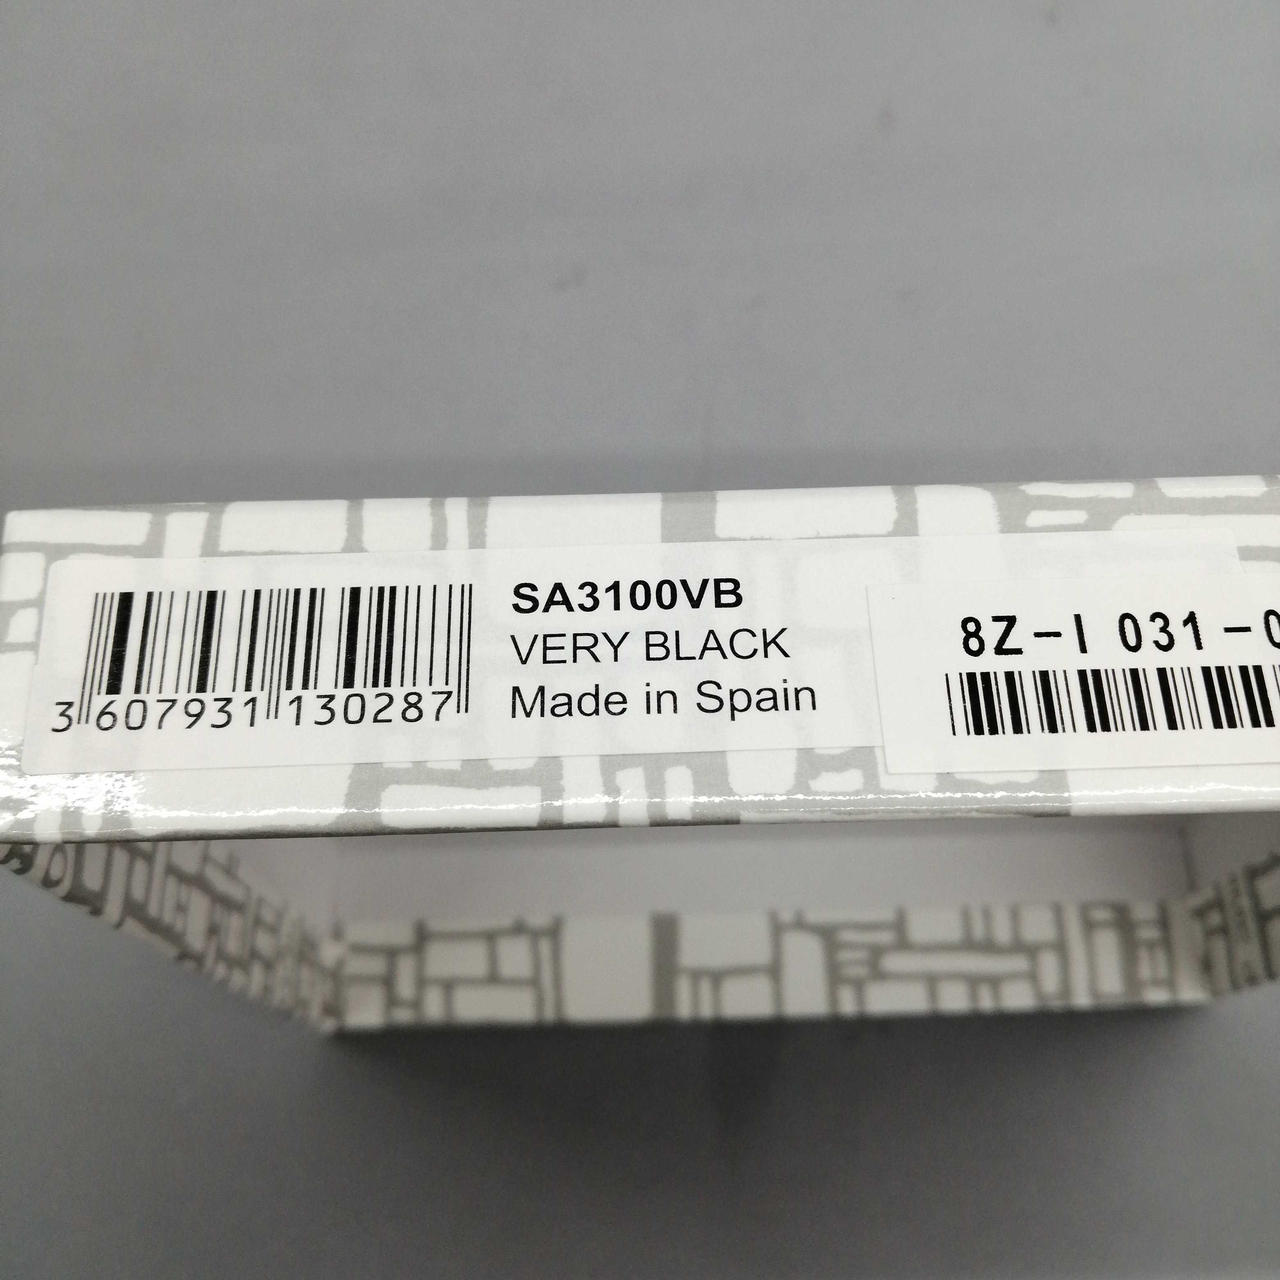 SA3100VB
VERY BLACK
Made in Spain
3 607931 130287
8Z-I 031-0